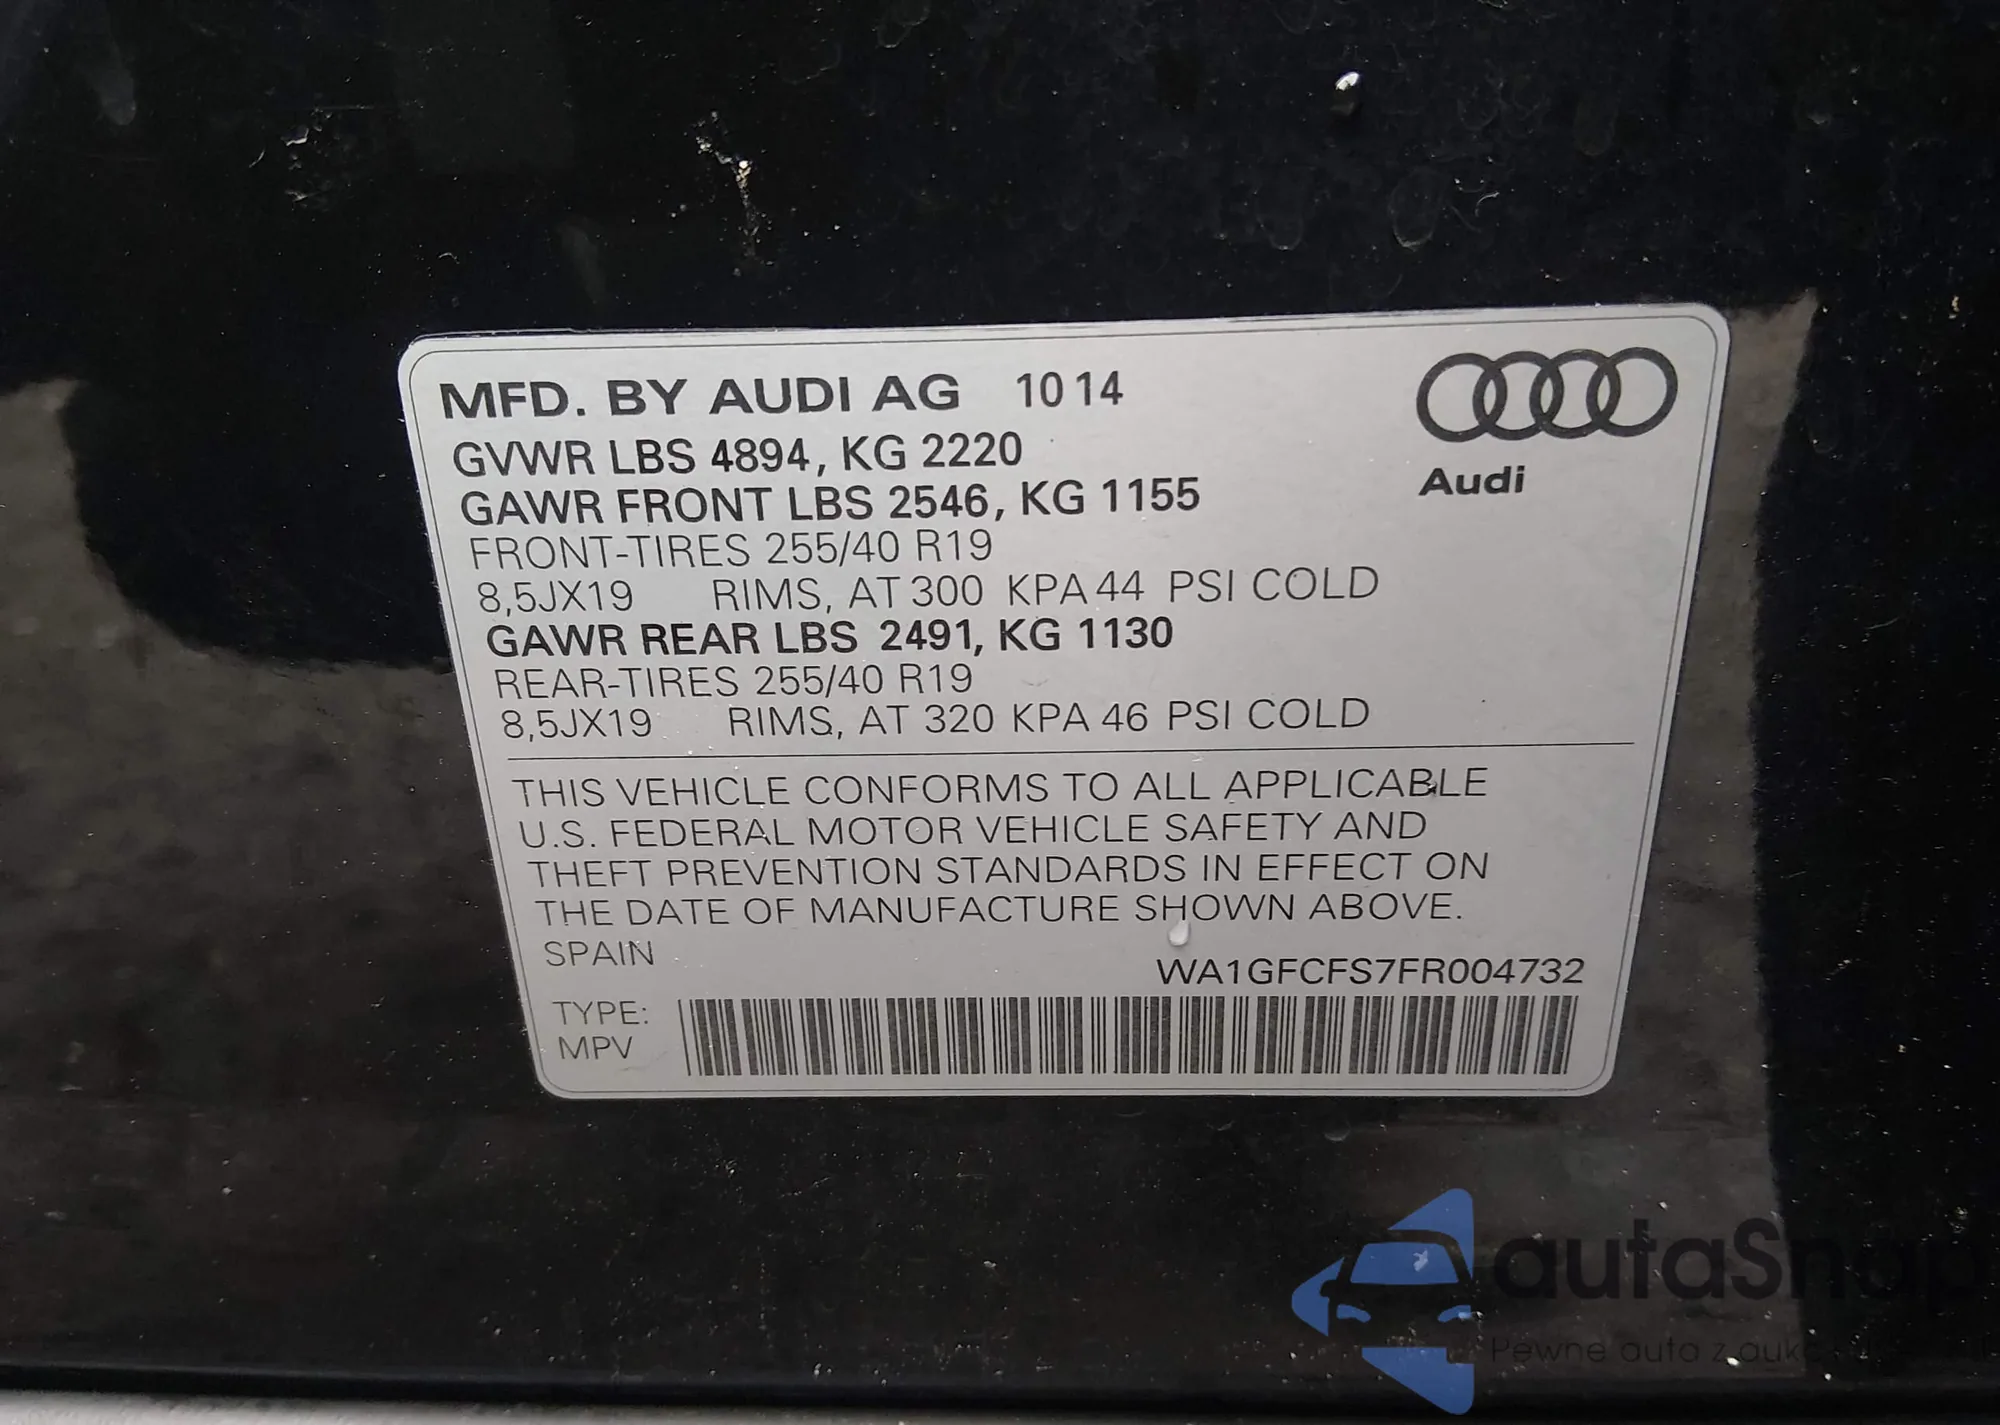 MFD. BY AUDI AG 10 14
GVWR LBS 4894, KG 2220
GAWR FRONT LBS 2546, KG 1155
FRONT-TIRES 255/40 R19
8,5JX19 RIMS, AT 300 KPA 44 PSI COLD
GAWR REAR LBS 2491, KG 1130
REAR-TIRES 255/40 R19
8,5JX19 RIMS, AT 320 KPA 46 PSI COLD
Audi
THIS VEHICLE CONFORMS TO ALL APPLICABLE
U.S. FEDERAL MOTOR VEHICLE SAFETY AND
THEFT PREVENTION STANDARDS IN EFFECT ON
THE DATE OF MANUFACTURE SHOWN ABOVE.
SPAIN
WA1GFCFS7FR004732
TYPE:
MPV
autaSnap
Pewne auto z